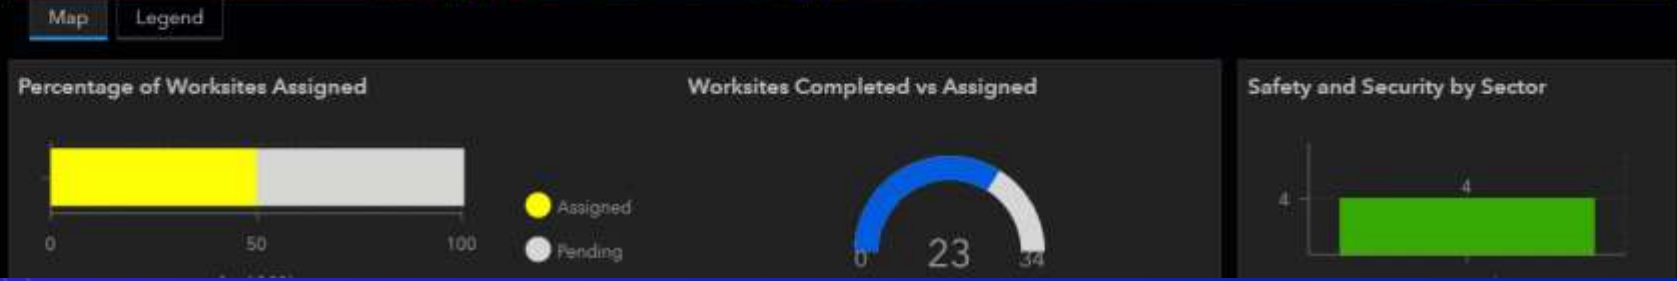 Map Legend
Percentage of Worksites Assigned
Assigned
Pending
0 50 100
Worksites Completed vs Assigned
0 23 34
Safety and Security by Sector
4
4